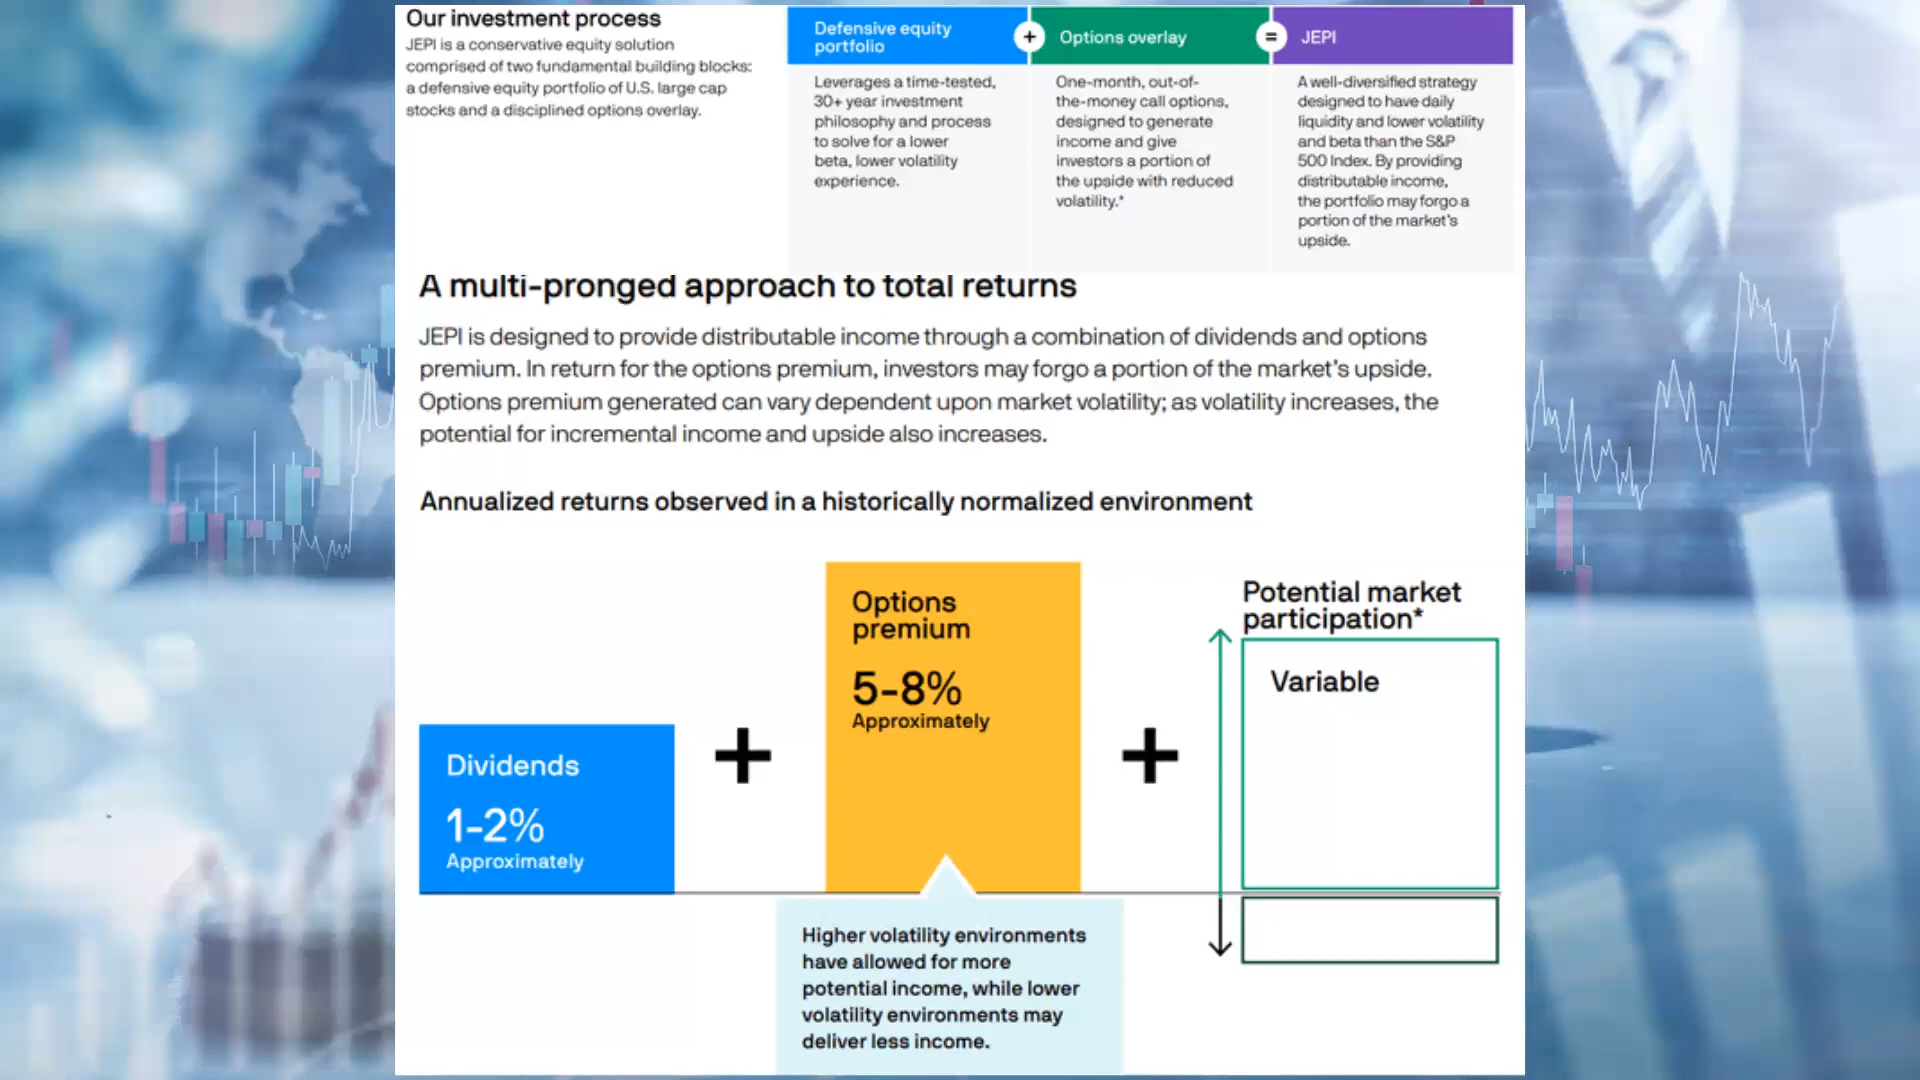 Our investment process
JEPI is a conservative equity solution
comprised of two fundamental building blocks:
a defensive equity portfolio of U.S. large cap
stocks and a disciplined options overlay.
Defensive equity
portfolio
+
Options overlay
=
JEPI
Leverages a time-tested,
30+ year investment
philosophy and process
to solve for a lower
beta, lower volatility
experience.
One-month, out-of-
the-money call options,
designed to generate
income and give
investors a portion of
the upside with reduced
volatility.*
A well-diversified strategy
designed to have daily
liquidity and lower volatility
and beta than the S&P
500 Index. By providing
distributable income,
the portfolio may forgo a
portion of the market's
upside.
A multi-pronged approach to total returns
JEPI is designed to provide distributable income through a combination of dividends and options
premium. In return for the options premium, investors may forgo a portion of the market's upside.
Options premium generated can vary dependent upon market volatility; as volatility increases, the
potential for incremental income and upside also increases.
Annualized returns observed in a historically normalized environment
Dividends
1-2%
Approximately
+
Options
premium
5-8%
Approximately
+
Potential market
participation*
Variable
Higher volatility environments
have allowed for more
potential income, while lower
volatility environments may
deliver less income.